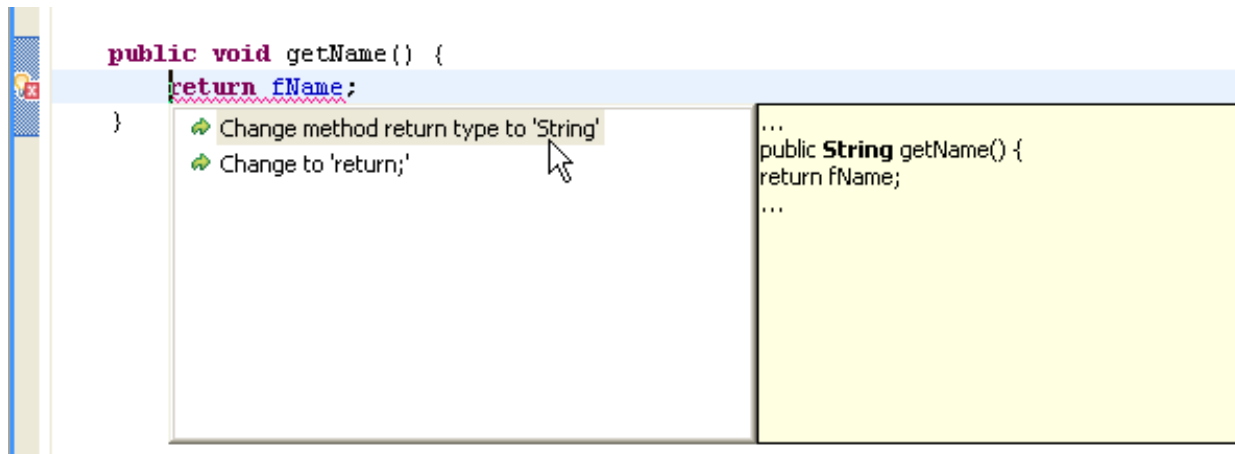 public void getName() {
return fName;
}
Change method return type to 'String'
Change to 'return;'
...
public String getName() {
return fName;
...